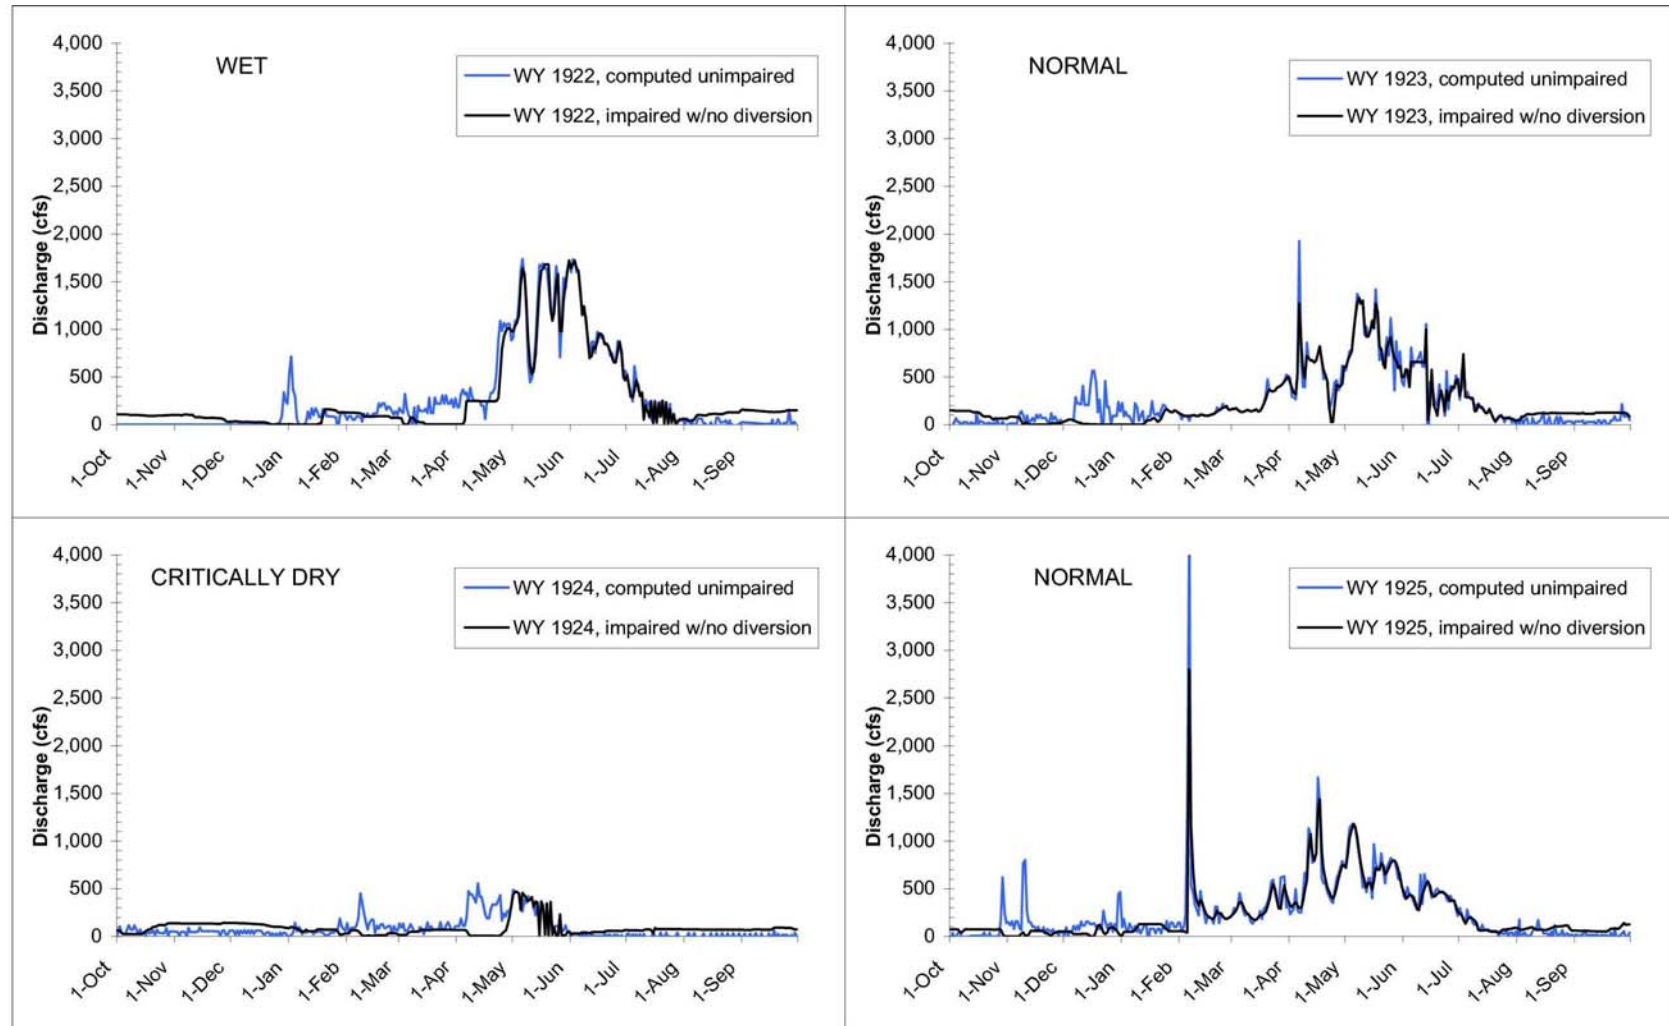 WET
WY 1922, computed unimpaired
WY 1922, impaired w/no diversion
4,000
3,500
3,000
2,500
2,000
1,500
1,000
500
0
Discharge (cfs)
1-Oct 1-Nov 1-Dec 1-Jan 1-Feb 1-Mar 1-Apr 1-May 1-Jun 1-Jul 1-Aug 1-Sep
NORMAL
WY 1923, computed unimpaired
WY 1923, impaired w/no diversion
4,000
3,500
3,000
2,500
2,000
1,500
1,000
500
0
Discharge (cfs)
1-Oct 1-Nov 1-Dec 1-Jan 1-Feb 1-Mar 1-Apr 1-May 1-Jun 1-Jul 1-Aug 1-Sep
CRITICALLY DRY
WY 1924, computed unimpaired
WY 1924, impaired w/no diversion
4,000
3,500
3,000
2,500
2,000
1,500
1,000
500
0
Discharge (cfs)
1-Oct 1-Nov 1-Dec 1-Jan 1-Feb 1-Mar 1-Apr 1-May 1-Jun 1-Jul 1-Aug 1-Sep
NORMAL
WY 1925, computed unimpaired
WY 1925, impaired w/no diversion
4,000
3,500
3,000
2,500
2,000
1,500
1,000
500
0
Discharge (cfs)
1-Oct 1-Nov 1-Dec 1-Jan 1-Feb 1-Mar 1-Apr 1-May 1-Jun 1-Jul 1-Aug 1-Sep